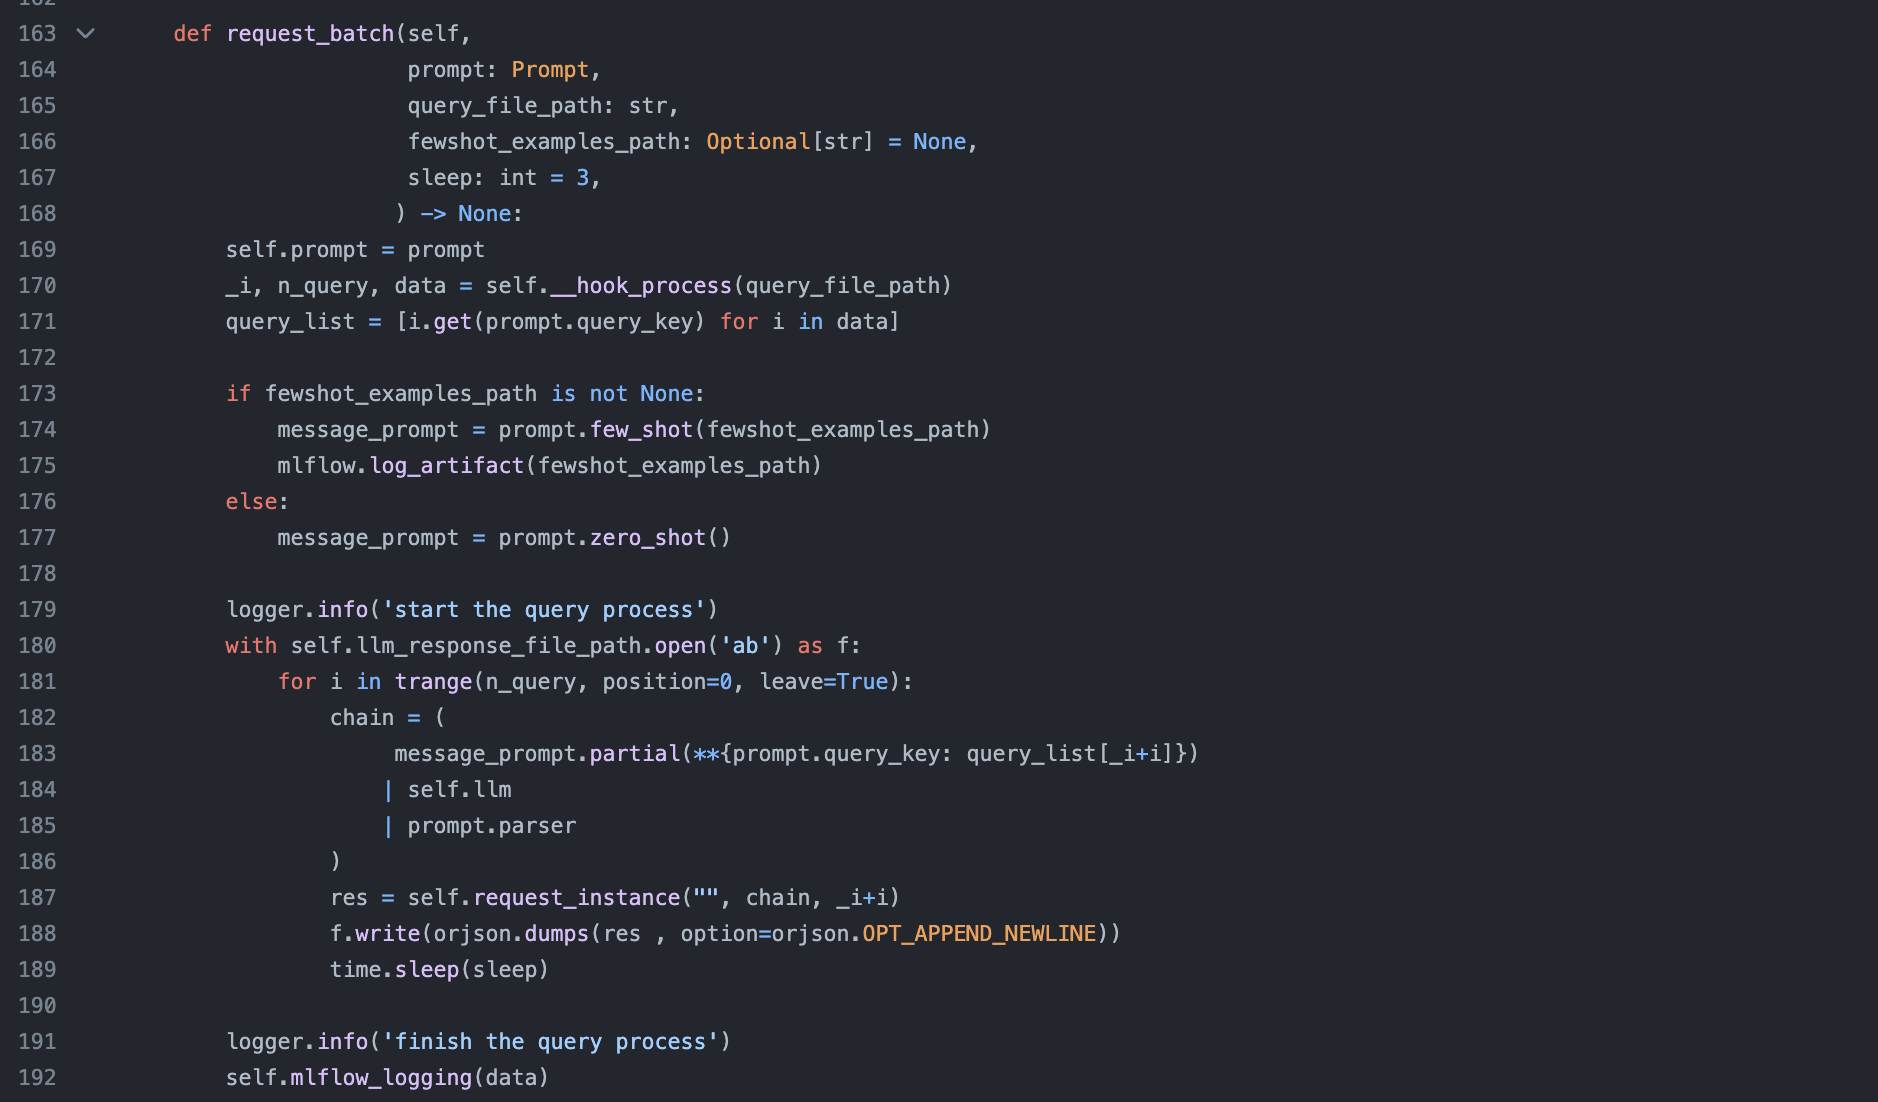 163 def request_batch(self,
164 prompt: Prompt,
165 query_file_path: str,
166 fewshot_examples_path: Optional[str] = None,
167 sleep: int = 3,
168 ) -> None:
169 self.prompt = prompt
170 _i, n_query, data = self.__hook_process(query_file_path)
171 query_list = [i.get(prompt.query_key) for i in data]
172
173 if fewshot_examples_path is not None:
174 message_prompt = prompt.few_shot(fewshot_examples_path)
175 mlflow.log_artifact(fewshot_examples_path)
176 else:
177 message_prompt = prompt.zero_shot()
178
179 logger.info('start the query process')
180 with self.llm_response_file_path.open('ab') as f:
181 for i in trange(n_query, position=0, leave=True):
182 chain = (
183 message_prompt.partial(**{prompt.query_key: query_list[_i+i]})
184 | self.llm
185 | prompt.parser
186 )
187 res = self.request_instance("", chain, _i+i)
188 f.write(orjson.dumps(res , option=orjson.OPT_APPEND_NEWLINE))
189 time.sleep(sleep)
190
191 logger.info('finish the query process')
192 self.mlflow_logging(data)